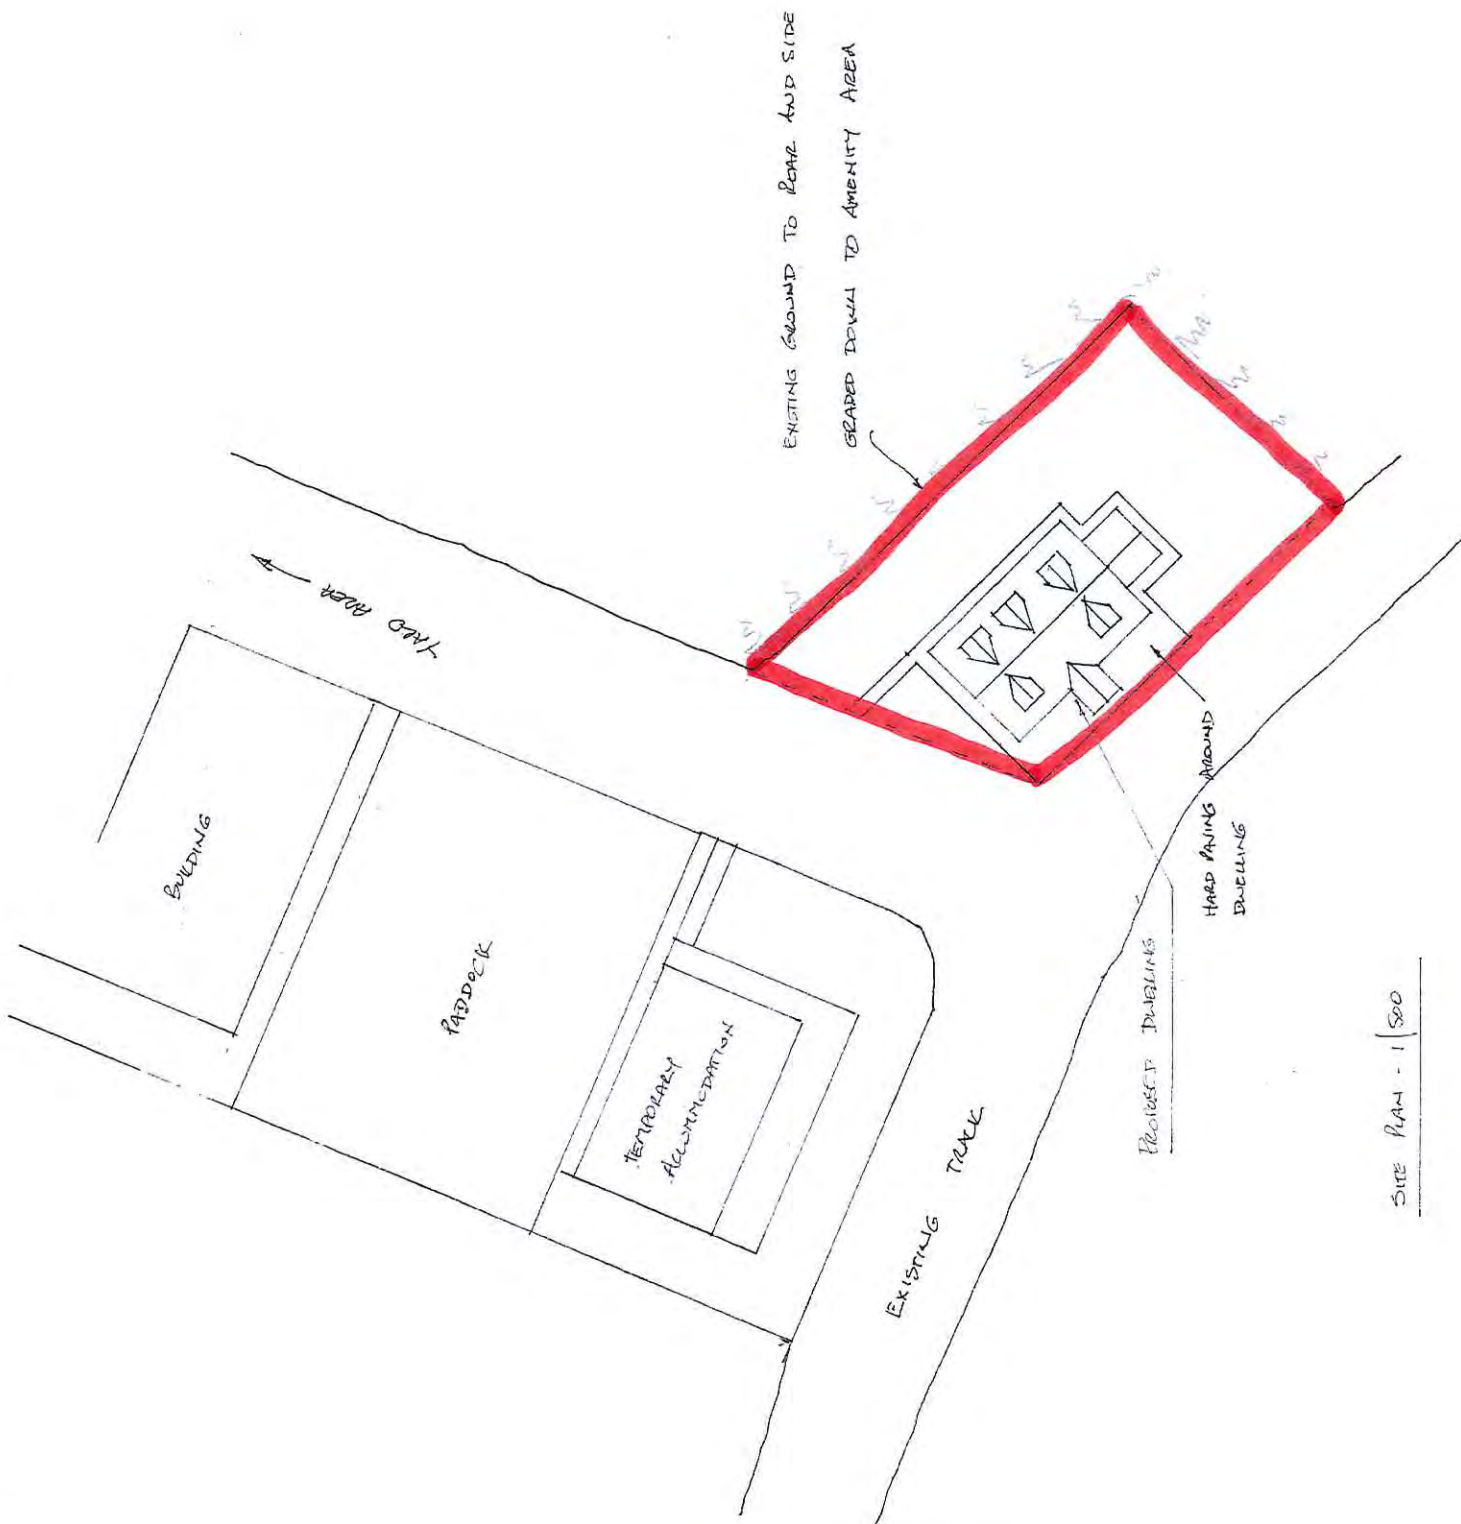 EXISTING GROUND TO REAR AND SIDE
GRADED DOWN TO AMENITY AREA
YARD AREA
BUILDING
PADDOCK
TEMPORARY
ACCOMMODATION
EXISTING TRACK
PROPOSED DWELLING
HARD PAVING AROUND
DWELLING
SITE PLAN - 1/500